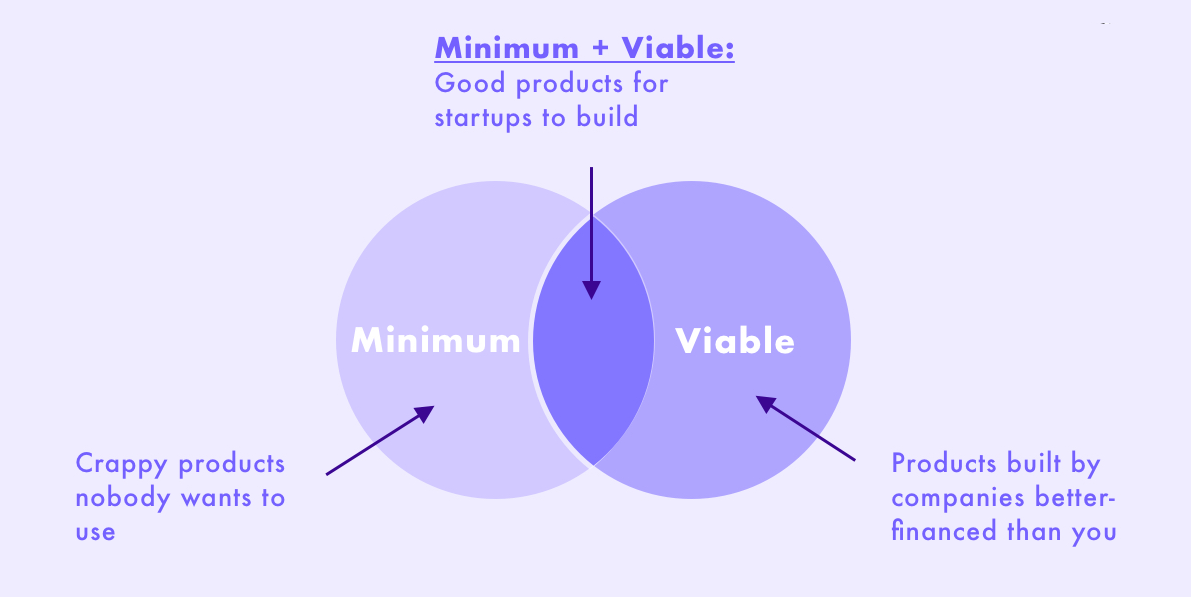 Minimum + Viable:
Good products for
startups to build
Minimum
Viable
Crappy products
nobody wants to
use
Products built by
companies better-
financed than you